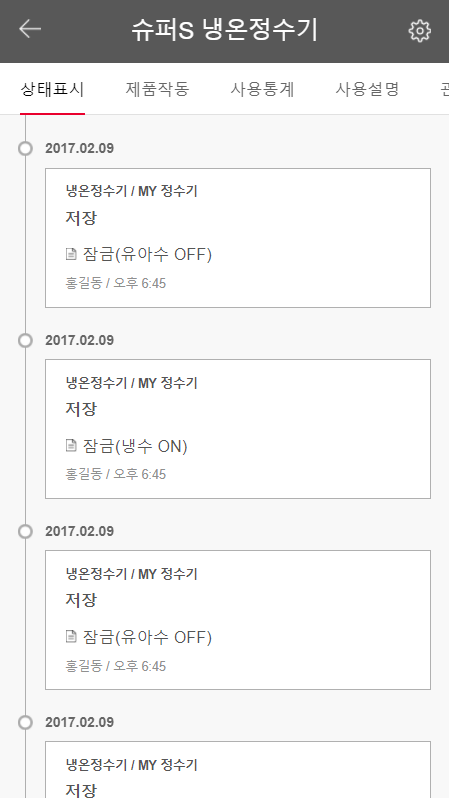 슈퍼S 냉온정수기
상태표시 제품작동 사용통계 사용설명
2017.02.09
냉온정수기 / MY 정수기
저장
잠금(유아수 OFF)
홍길동 / 오후 6:45
2017.02.09
냉온정수기 / MY 정수기
저장
잠금(냉수 ON)
홍길동 / 오후 6:45
2017.02.09
냉온정수기 / MY 정수기
저장
잠금(유아수 OFF)
홍길동 / 오후 6:45
2017.02.09
냉온정수기 / MY 정수기
저장